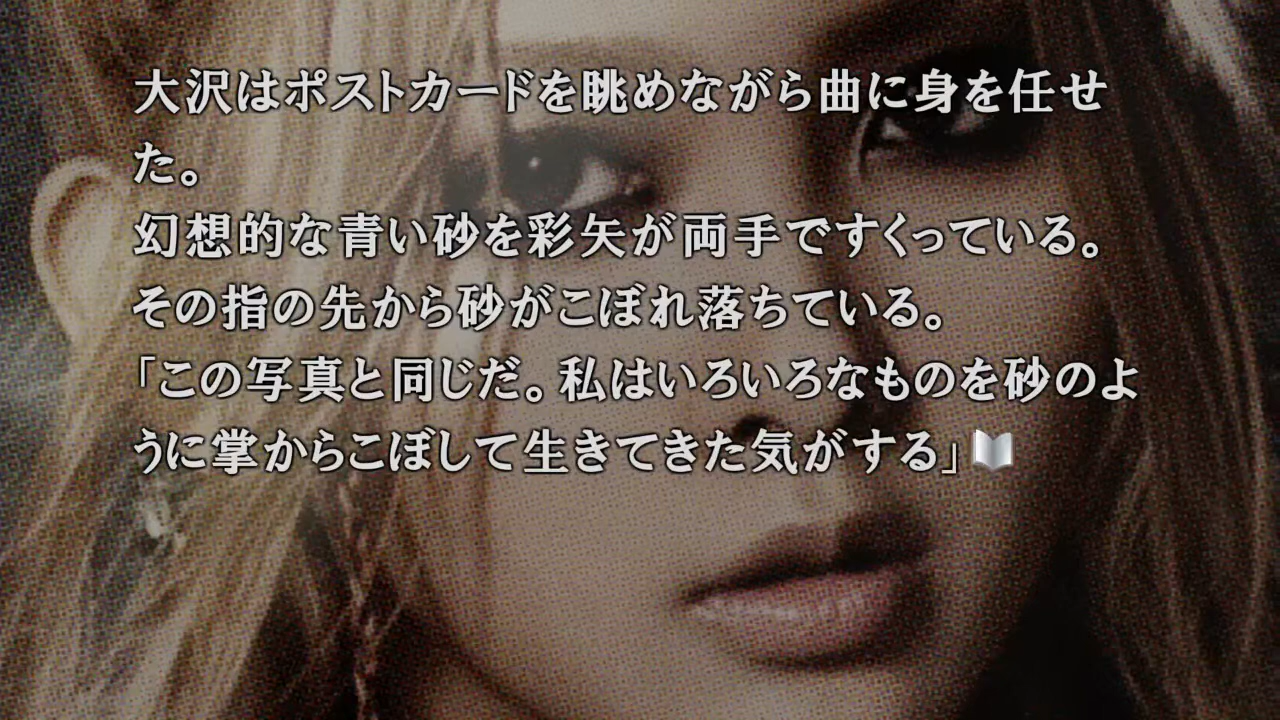 大沢はポストカードを眺めながら曲に身を任せ
た。
幻想的な青い砂を彩矢が両手ですくっている。
その指の先から砂がこぼれ落ちている。
「この写真と同じだ。私はいろいろなものを砂のよ
うに掌からこぼして生きてきた気がする」